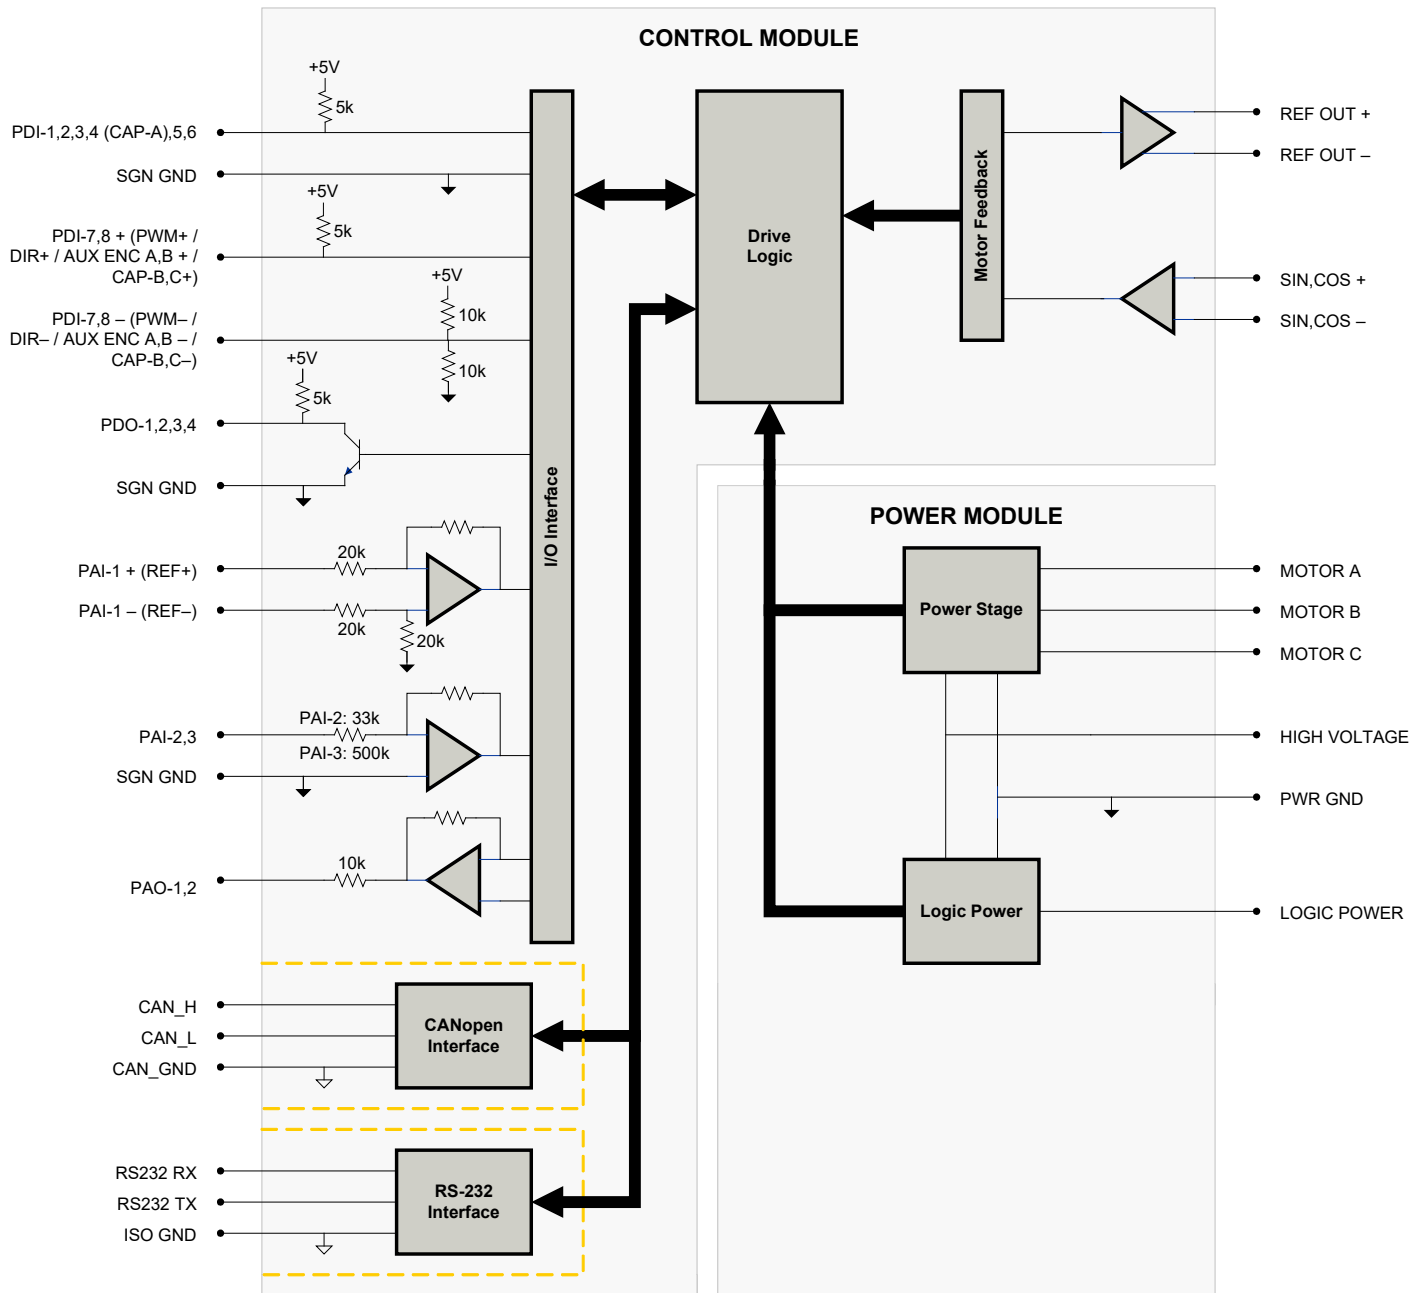 CONTROL MODULE
+5V
5k
PDI-1,2,3,4 (CAP-A),5,6
SGN GND
+5V
5k
PDI-7,8 + (PWM+ /
DIR+ / AUX ENC A,B + /
CAP-B,C+)
+5V
10k
PDI-7,8 – (PWM– /
DIR– / AUX ENC A,B – /
CAP-B,C–)
10k
+5V
5k
PDO-1,2,3,4
SGN GND
20k
PAI-1 + (REF+)
PAI-1 – (REF–)
20k
20k
PAI-2: 33k
PAI-2,3
PAI-3: 500k
SGN GND
10k
PAO-1,2
I/O Interface
Drive
Logic
Motor Feedback
REF OUT +
REF OUT –
SIN,COS +
SIN,COS –
POWER MODULE
Power Stage
MOTOR A
MOTOR B
MOTOR C
HIGH VOLTAGE
PWR GND
Logic Power
LOGIC POWER
CAN_H
CAN_L
CAN_GND
CANopen
Interface
RS232 RX
RS232 TX
ISO GND
RS-232
Interface